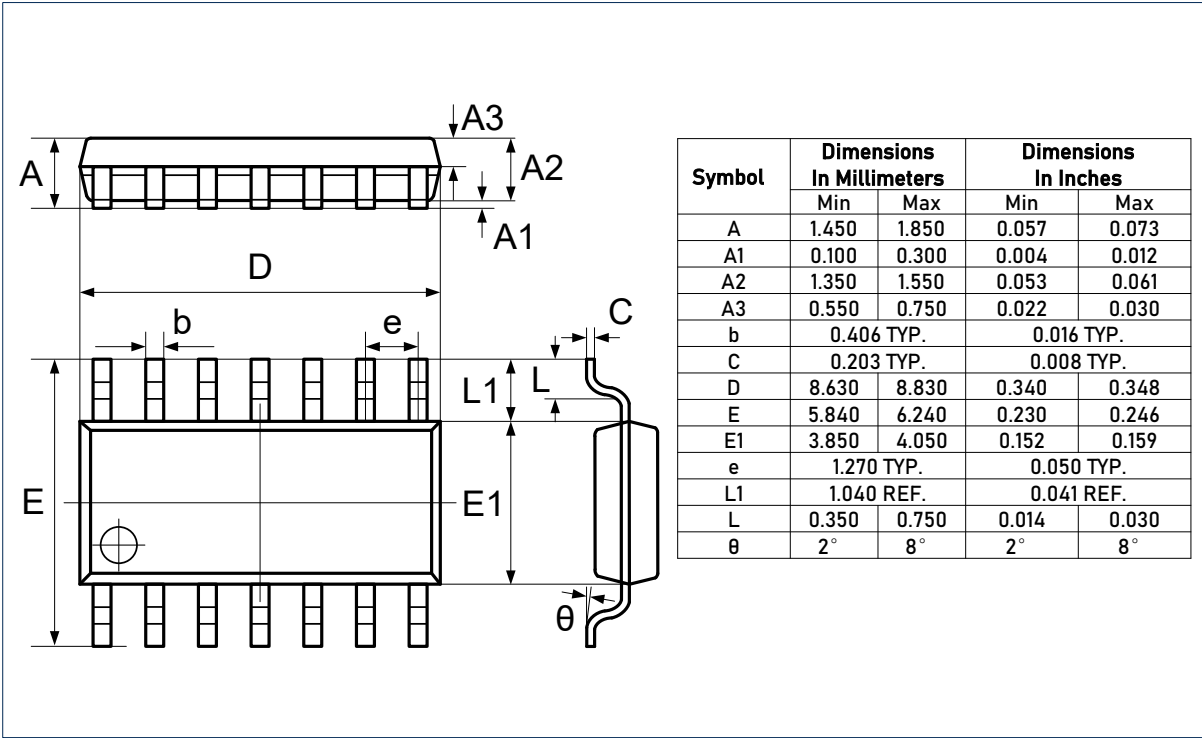 A3
A
A2
A1
D
b
e
C
L1
L
E
E1
θ
Symbol Dimensions In Millimeters Dimensions In Inches
Min Max Min Max
A 1.450 1.850 0.057 0.073
A1 0.100 0.300 0.004 0.012
A2 1.350 1.550 0.053 0.061
A3 0.550 0.750 0.022 0.030
b 0.406 TYP. 0.016 TYP.
C 0.203 TYP. 0.008 TYP.
D 8.630 8.830 0.340 0.348
E 5.840 6.240 0.230 0.246
E1 3.850 4.050 0.152 0.159
e 1.270 TYP. 0.050 TYP.
L1 1.040 REF. 0.041 REF.
L 0.350 0.750 0.014 0.030
θ 2° 8° 2° 8°